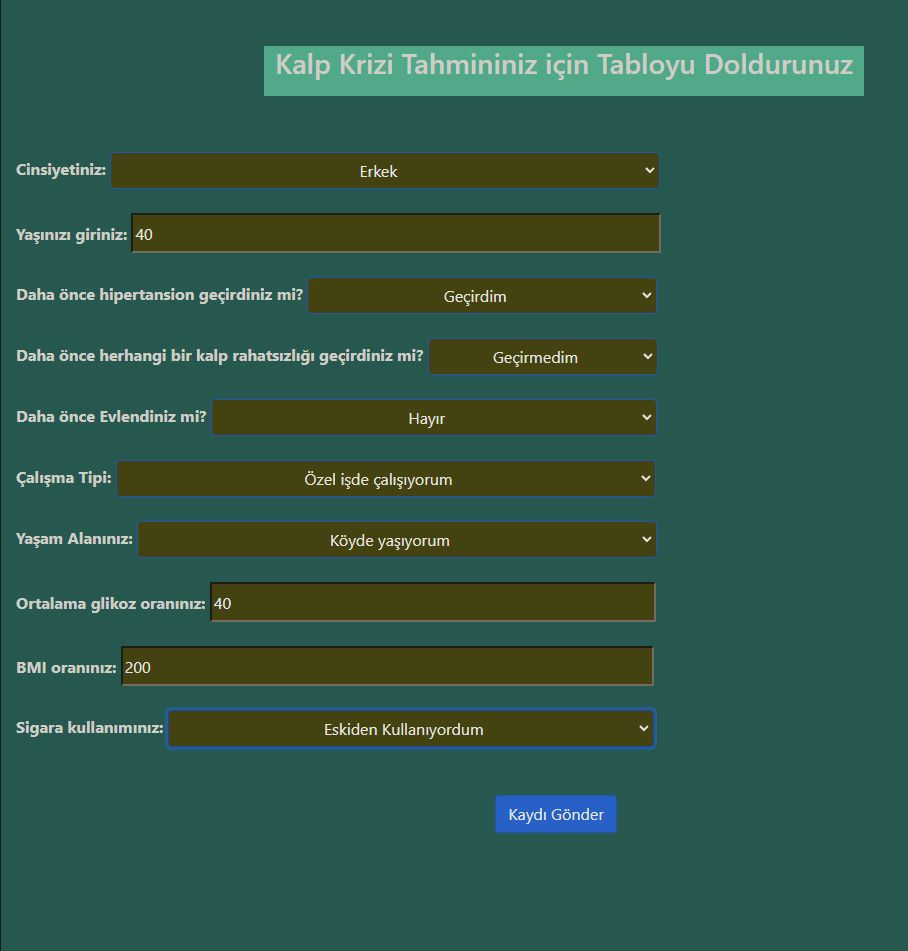 Kalp Krizi Tahmininiz için Tabloyu Doldurunuz
Cinsiyetiniz: Erkek
Yaşınızı giriniz: 40
Daha önce hipertansion geçirdiniz mi? Geçirdim
Daha önce herhangi bir kalp rahatsızlığı geçirdiniz mi? Geçirmedim
Daha önce Evlendiniz mi? Hayır
Çalışma Tipi: Özel işde çalışıyorum
Yaşam Alanınız: Köyde yaşıyorum
Ortalama glikoz oranınız: 40
BMI oranınız: 200
Sigara kullanımınız: Eskiden Kullanıyordum
Kaydı Gönder